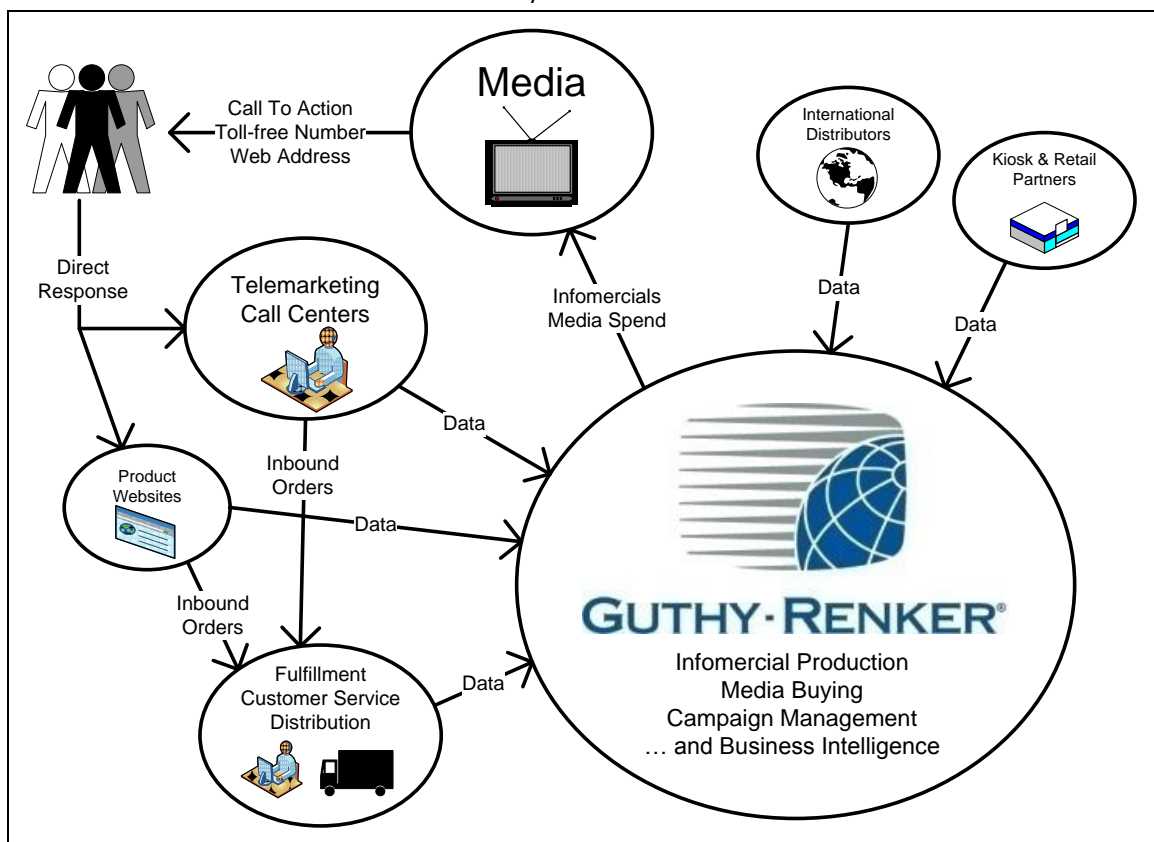 Media
Call To Action
Toll-free Number
Web Address
International
Distributors
Kiosk & Retail
Partners
Direct
Response
Telemarketing
Call Centers
Infomercials
Media Spend
Data
Data
Data
Product
Websites
Inbound
Orders
Data
Inbound
Orders
GUTHY-RENKER®
Fulfillment
Customer Service
Distribution
Data
Infomercial Production
Media Buying
Campaign Management
... and Business Intelligence